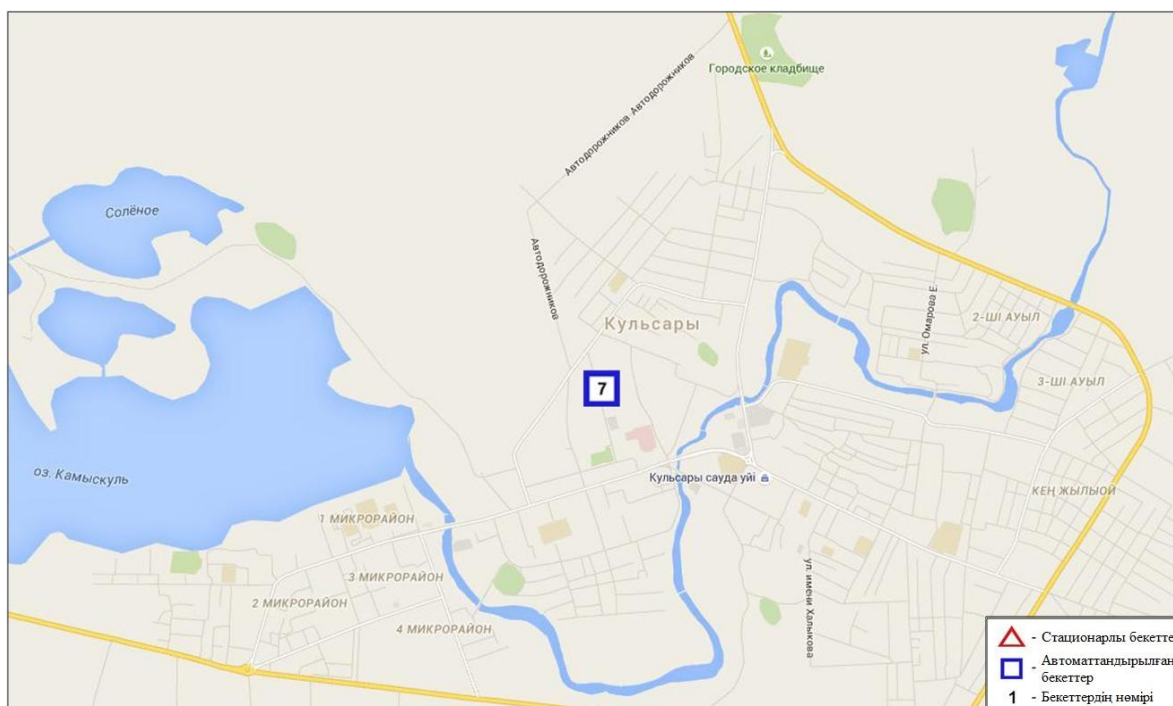 Городское кладбище
Автодорожников Автодорожников
Солёное
Автодорожников
ул. Омарова Е.
2-ШІ АУЫЛ
Кульсары
3-ШІ АУЫЛ
7
оз. Камыскуль
Кульсары сауда уйі
КЕҢ ЖЫЛЫОЙ
1 МИКРОРАЙОН
3 МИКРОРАЙОН
2 МИКРОРАЙОН
4 МИКРОРАЙОН
ул. имени Халыкова
- Стационарлы бекетте
- Автоматтандырылған
бекеттер
1 - Бекеттердің нөмірі